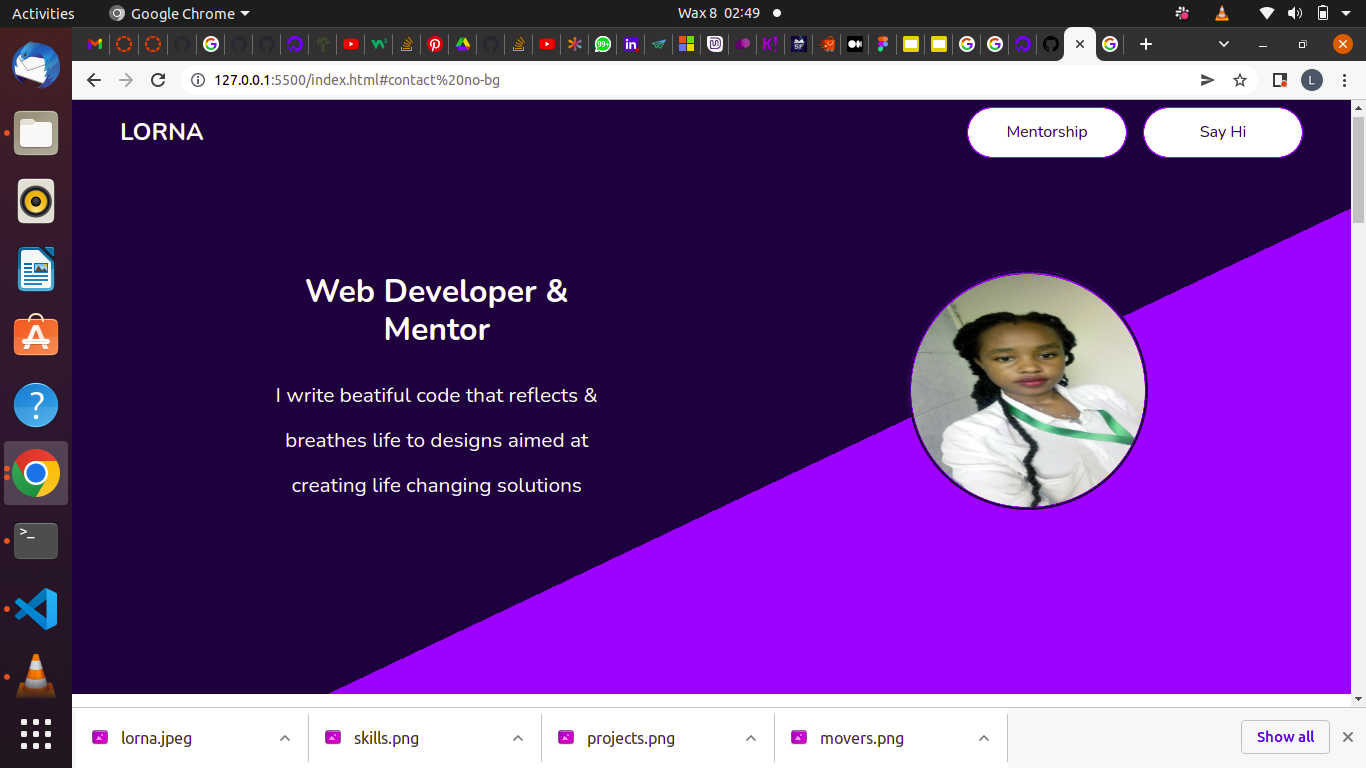 Activities
Google Chrome
Wax 8 02:49
99+
127.0.0.1:5500/index.html#contact%20no-bg
L
LORNA
Mentorship
Say Hi
Web Developer &
Mentor
I write beatiful code that reflects &
breathes life to designs aimed at
creating life changing solutions
lorna.jpeg
skills.png
projects.png
movers.png
Show all